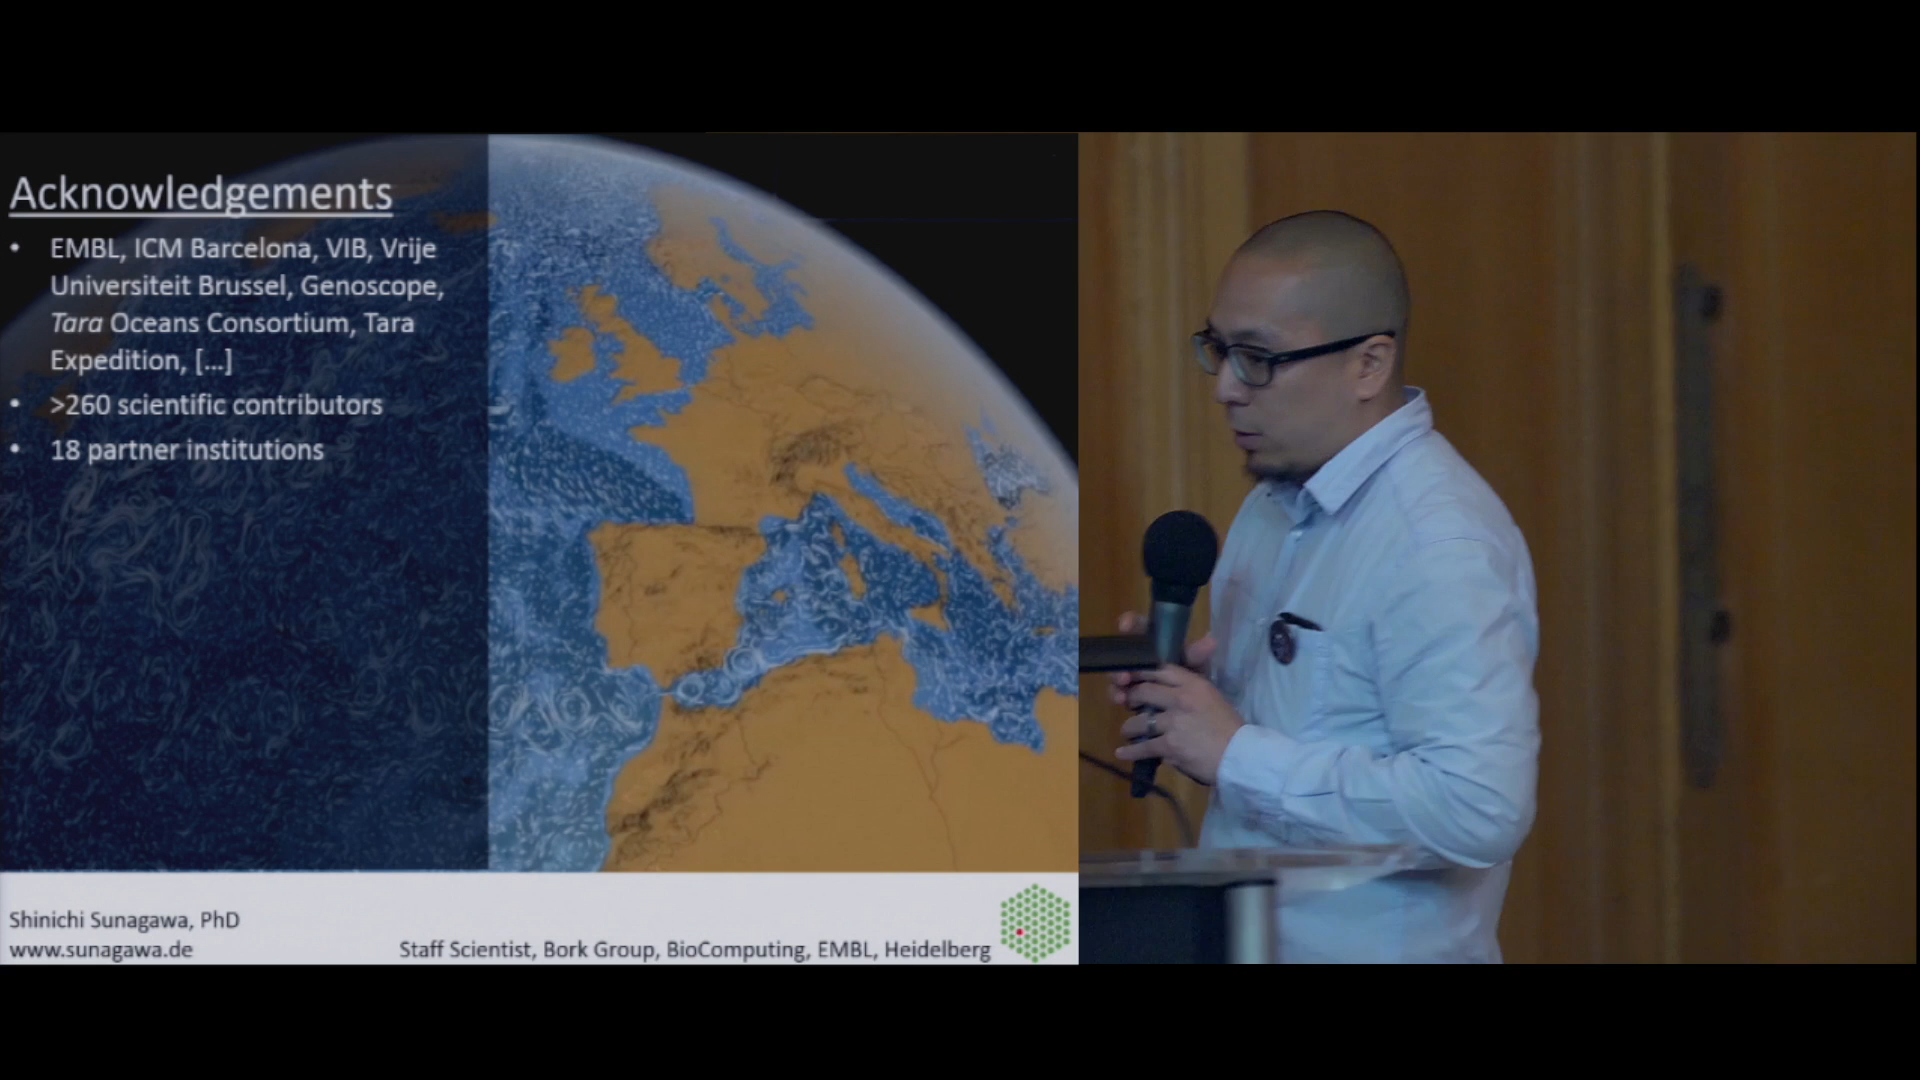 Acknowledgements
• EMBL, ICM Barcelona, VIB, Vrije
Universiteit Brussel, Genoscope,
Tara Oceans Consortium, Tara
Expedition, [...]
• >260 scientific contributors
• 18 partner institutions
Shinichi Sunagawa, PhD
www.sunagawa.de
Staff Scientist, Bork Group, BioComputing, EMBL, Heidelberg